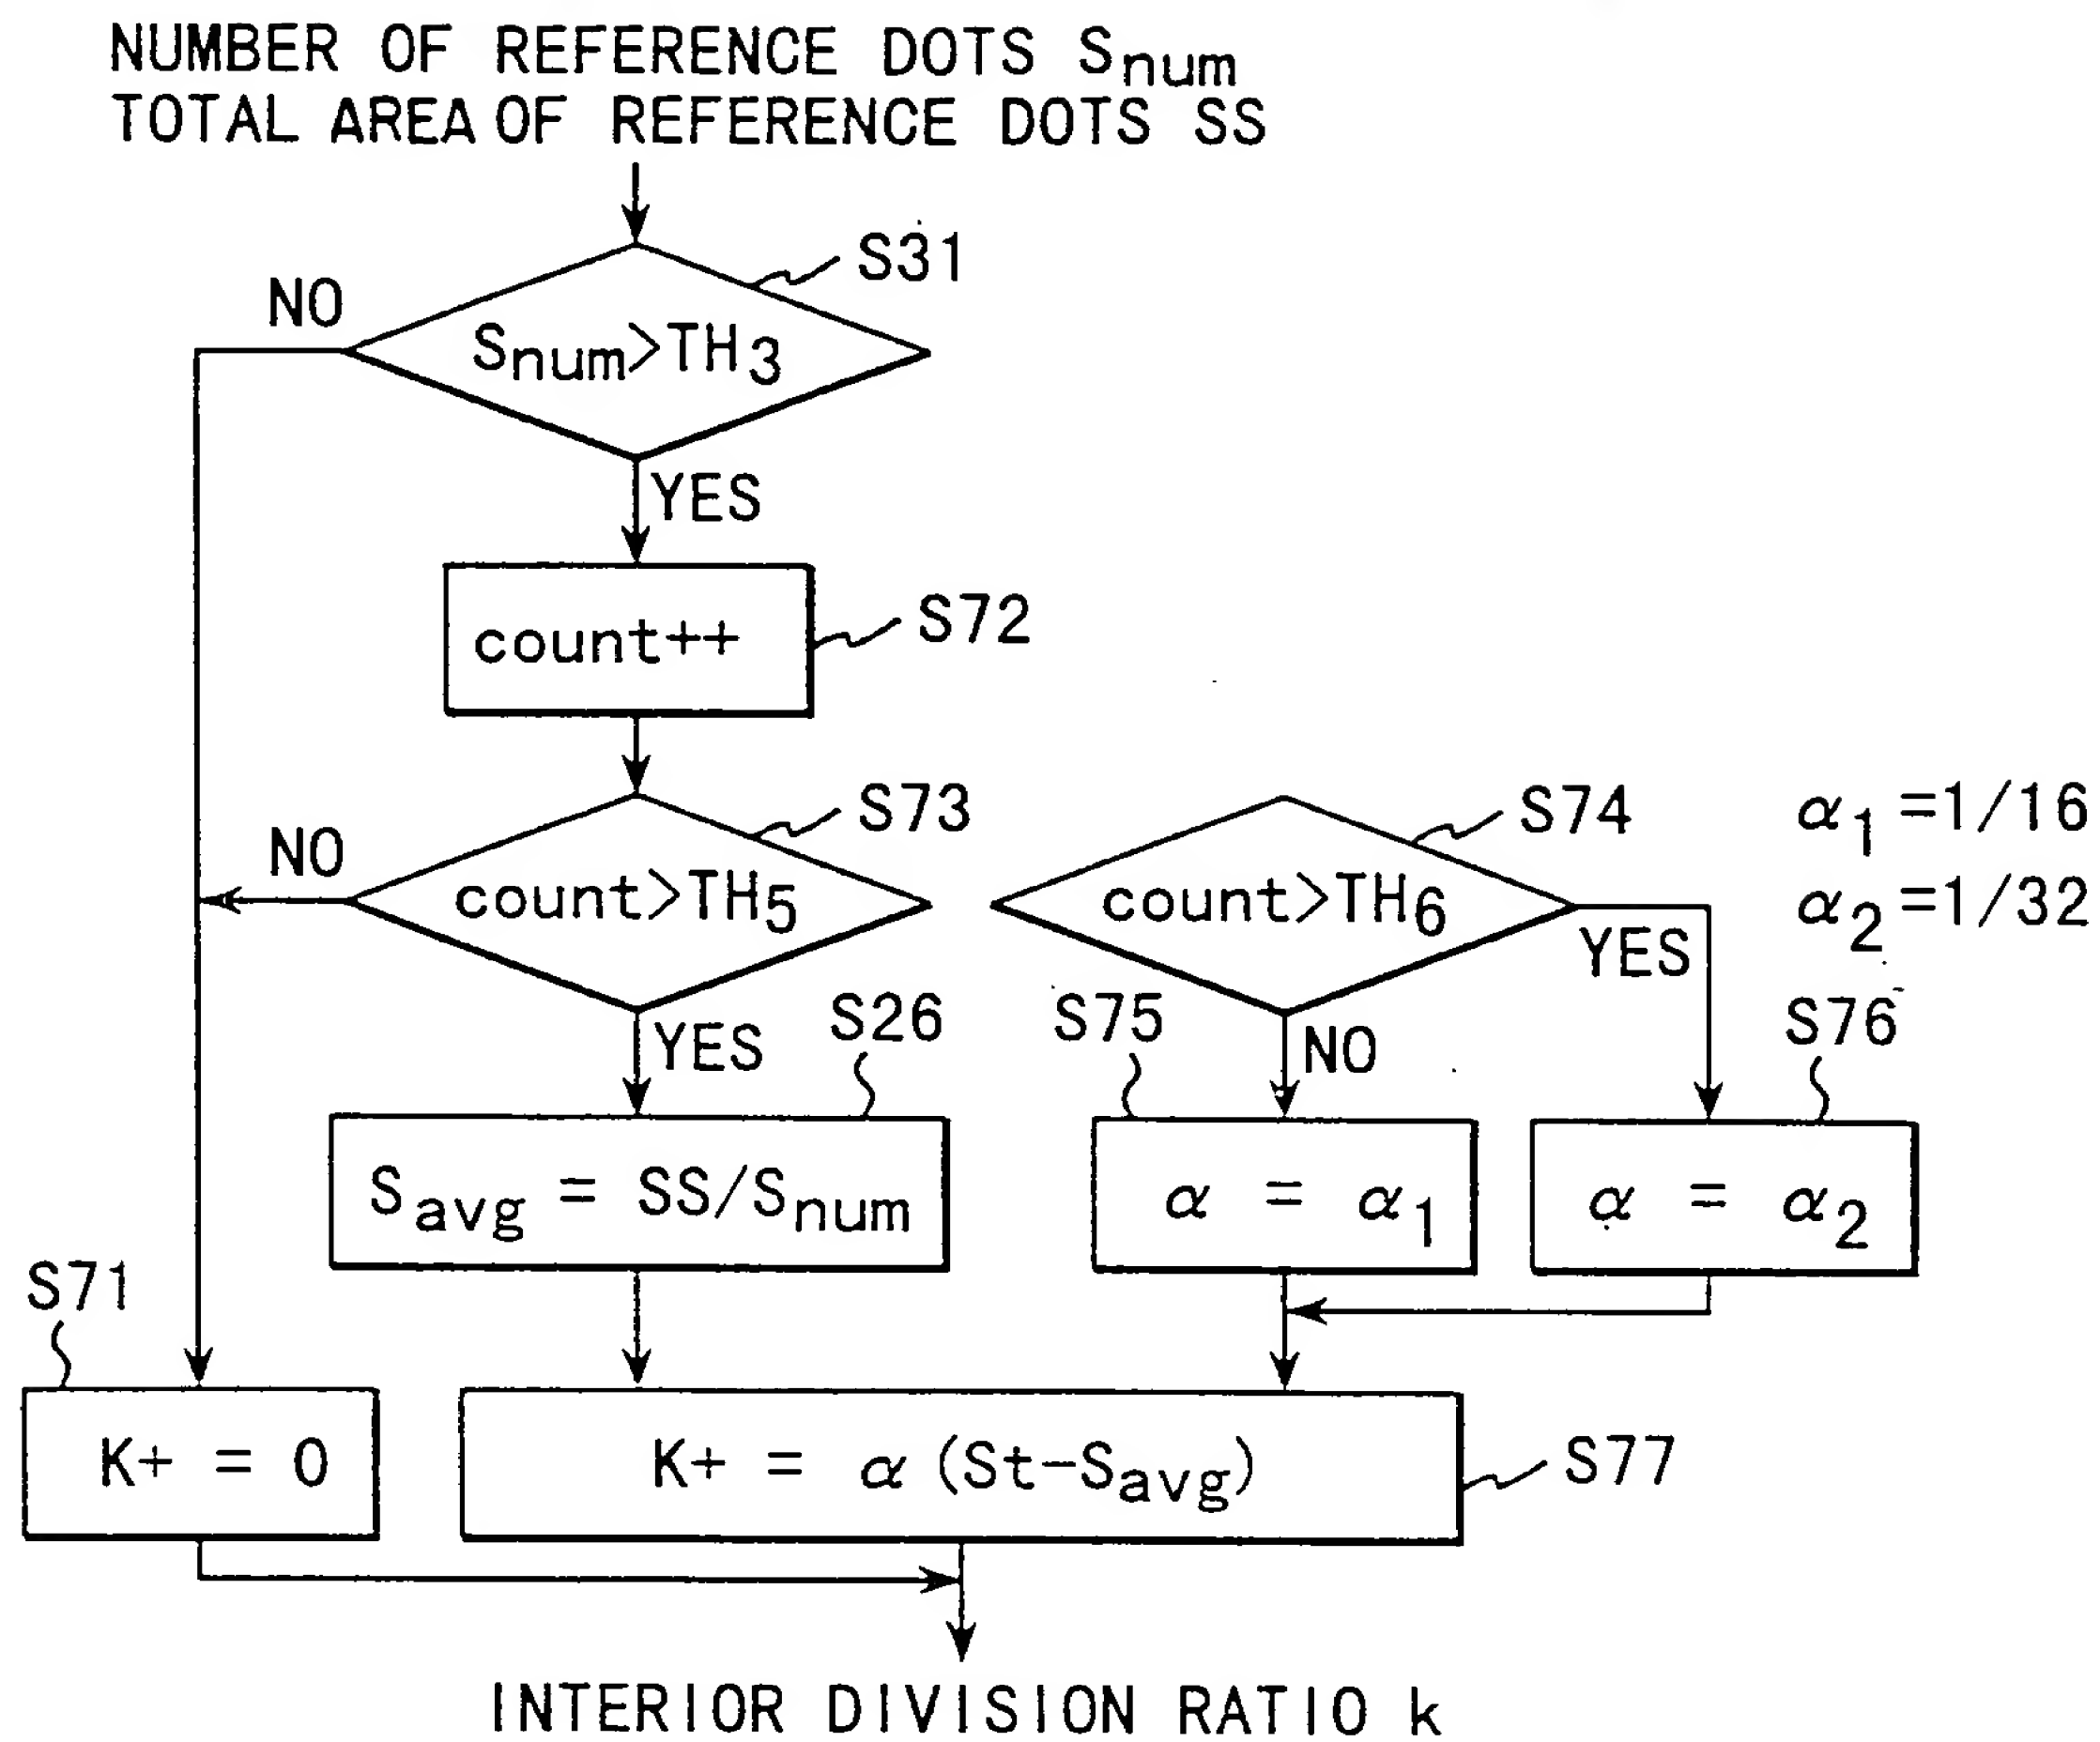 NUMBER OF REFERENCE DOTS Snum
TOTAL AREA OF REFERENCE DOTS SS
S31
NO
Snum>TH3
YES
S72
count++
S73
NO
count>TH5
YES
S74
count>TH6
YES
NO
α1=1/16
α2=1/32
S26
Savg = SS/Snum
S75
α = α1
S76
α = α2
S71
K+ = 0
K+ = α(St-Savg)
S77
INTERIOR DIVISION RATIO k